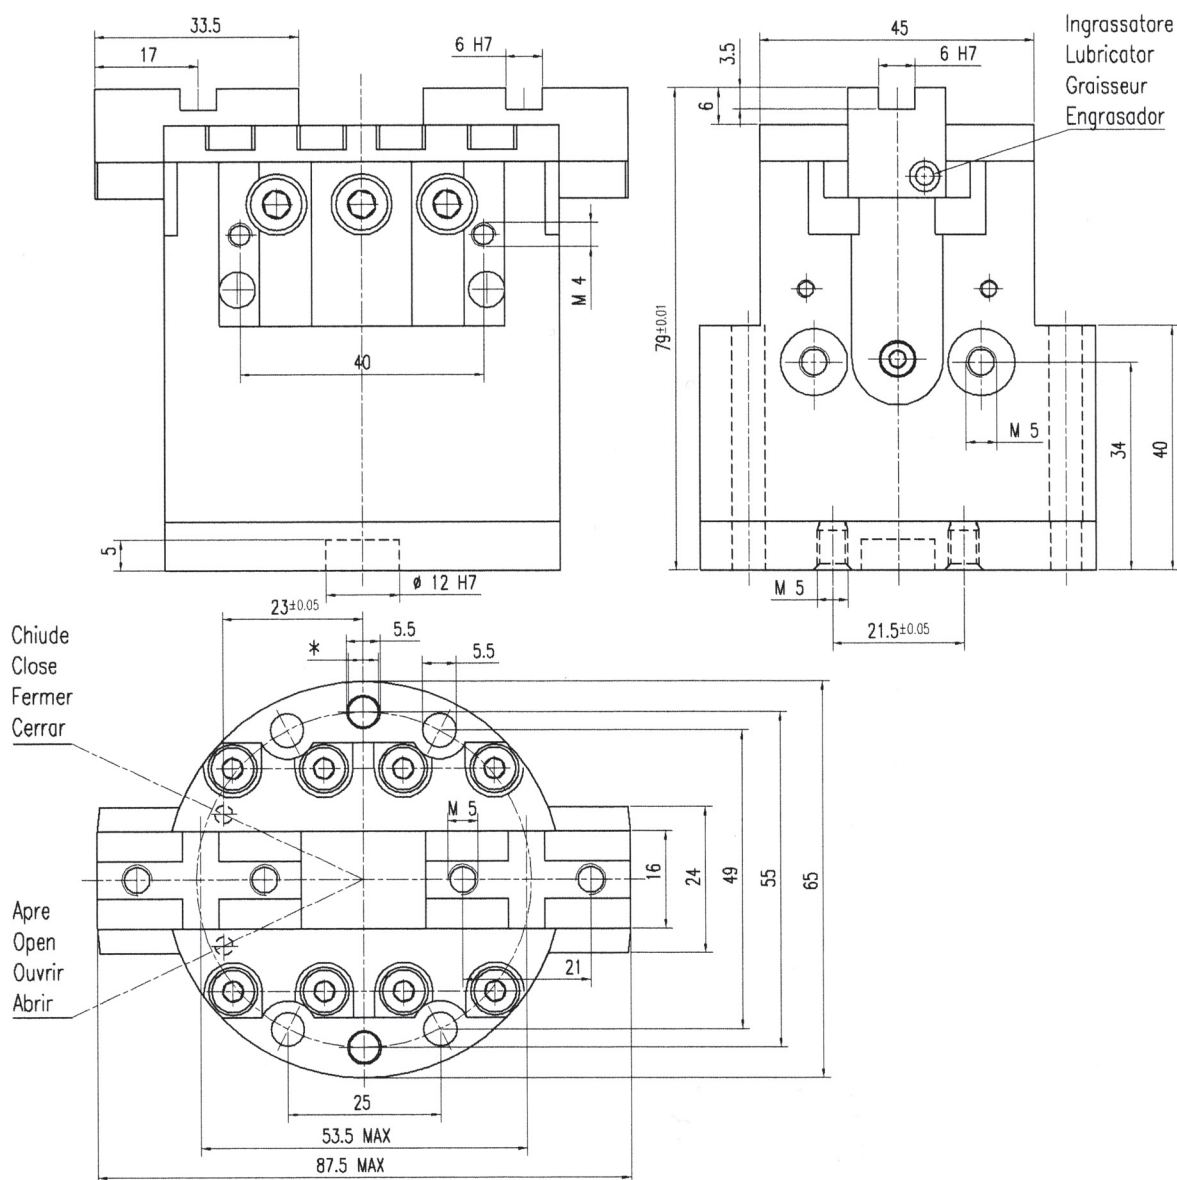 33.5
17
6 H7
M 4
40
5
ø 12 H7
45
3.5
6 H7
6
Ingrassatore
Lubricator
Graisseur
Engrasador
79±0.01
M 5
34
40
M 5
21.5±0.05
23±0.05
5.5
*
5.5
Chiude
Close
Fermer
Cerrar
M 5
16
24
49
55
65
Apre
Open
Ouvrir
Abrir
21
25
53.5 MAX
87.5 MAX